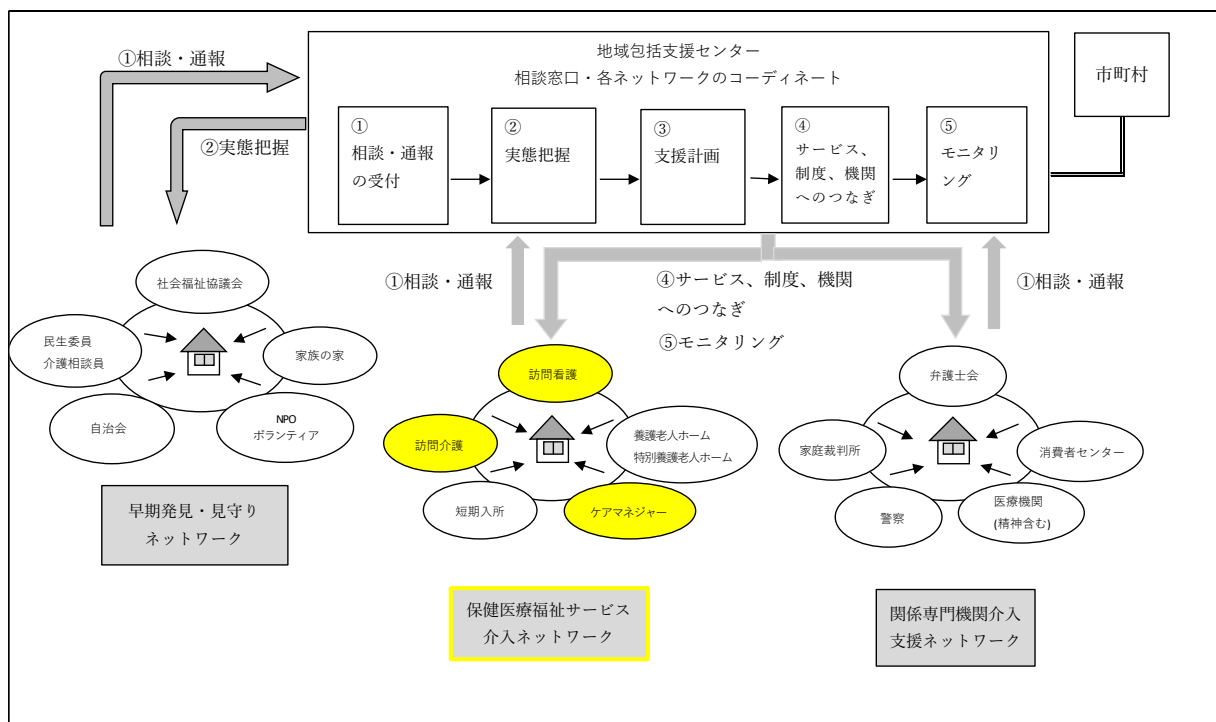 ①相談・通報
地域包括支援センター
相談窓口・各ネットワークのコーディネート
市町村
②実態把握
①
相談・通報
の受付
②
実態把握
③
支援計画
④
サービス、
制度、機関
へのつなぎ
⑤
モニタリ
ング
①相談・通報
④サービス、制度、機関
へのつなぎ
⑤モニタリング
①相談・通報
社会福祉協議会
民生委員
介護相談員
家族の家
自治会
NPO
ボランティア
早期発見・見守り
ネットワーク
訪問看護
訪問介護
養護老人ホーム
特別養護老人ホーム
短期入所
ケアマネジャー
保健医療福祉サービス
介入ネットワーク
弁護士会
家庭裁判所
消費者センター
警察
医療機関
(精神含む)
関係専門機関介入
支援ネットワーク